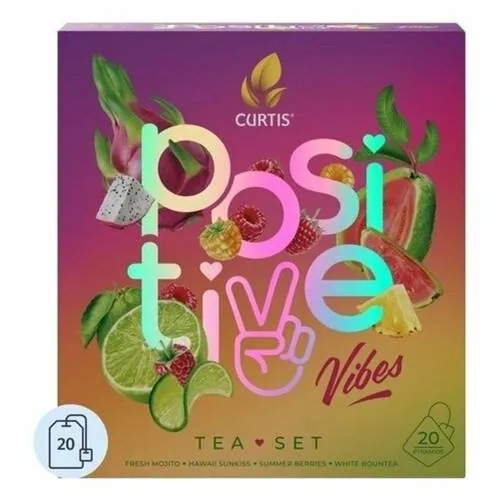 CURTIS®
posi
tive
Vibes
TEA ♥ SET
20
PYRAMIDS
20
FRESH MOJITO • HAWAII SUNKISS • SUMMER BERRIES • WHITE BOUNTEA